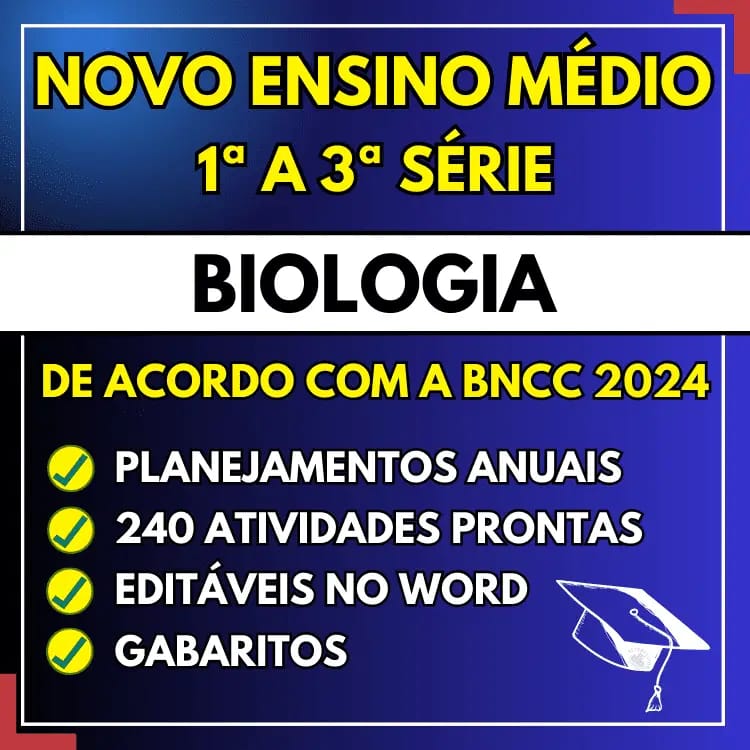 NOVO ENSINO MÉDIO
1ª A 3ª SÉRIE
BIOLOGIA
DE ACORDO COM A BNCC 2024
PLANEJAMENTOS ANUAIS
240 ATIVIDADES PRONTAS
EDITÁVEIS NO WORD
GABARITOS